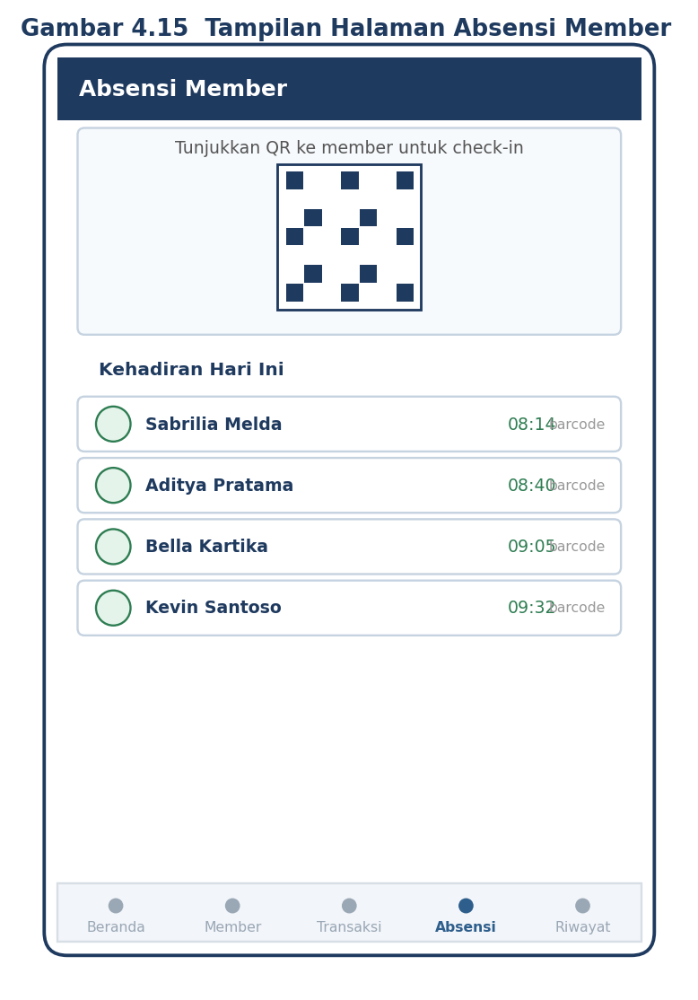 Gambar 4.15 Tampilan Halaman Absensi Member
Absensi Member
Tunjukkan QR ke member untuk check-in
Kehadiran Hari Ini
Sabrilia Melda 08:14 barcode
Aditya Pratama 08:40 barcode
Bella Kartika 09:05 barcode
Kevin Santoso 09:32 barcode
Beranda Member Transaksi Absensi Riwayat